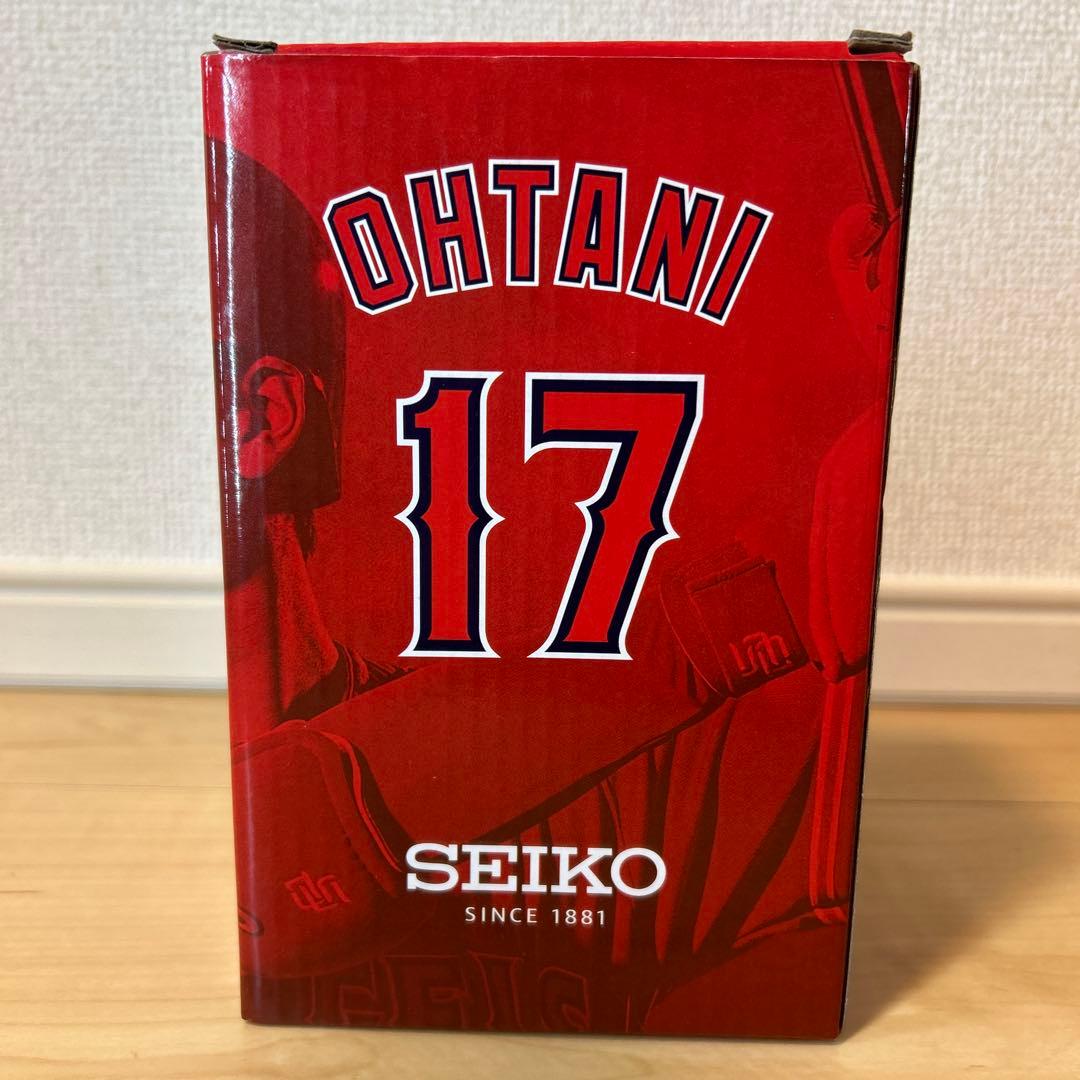 OHTANI
17
SEIKO
SINCE 1881